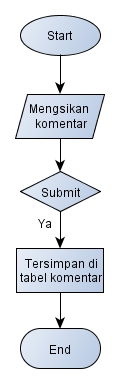 Start
Mengsikan
komentar
Submit
Ya
Tersimpan di
tabel komentar
End